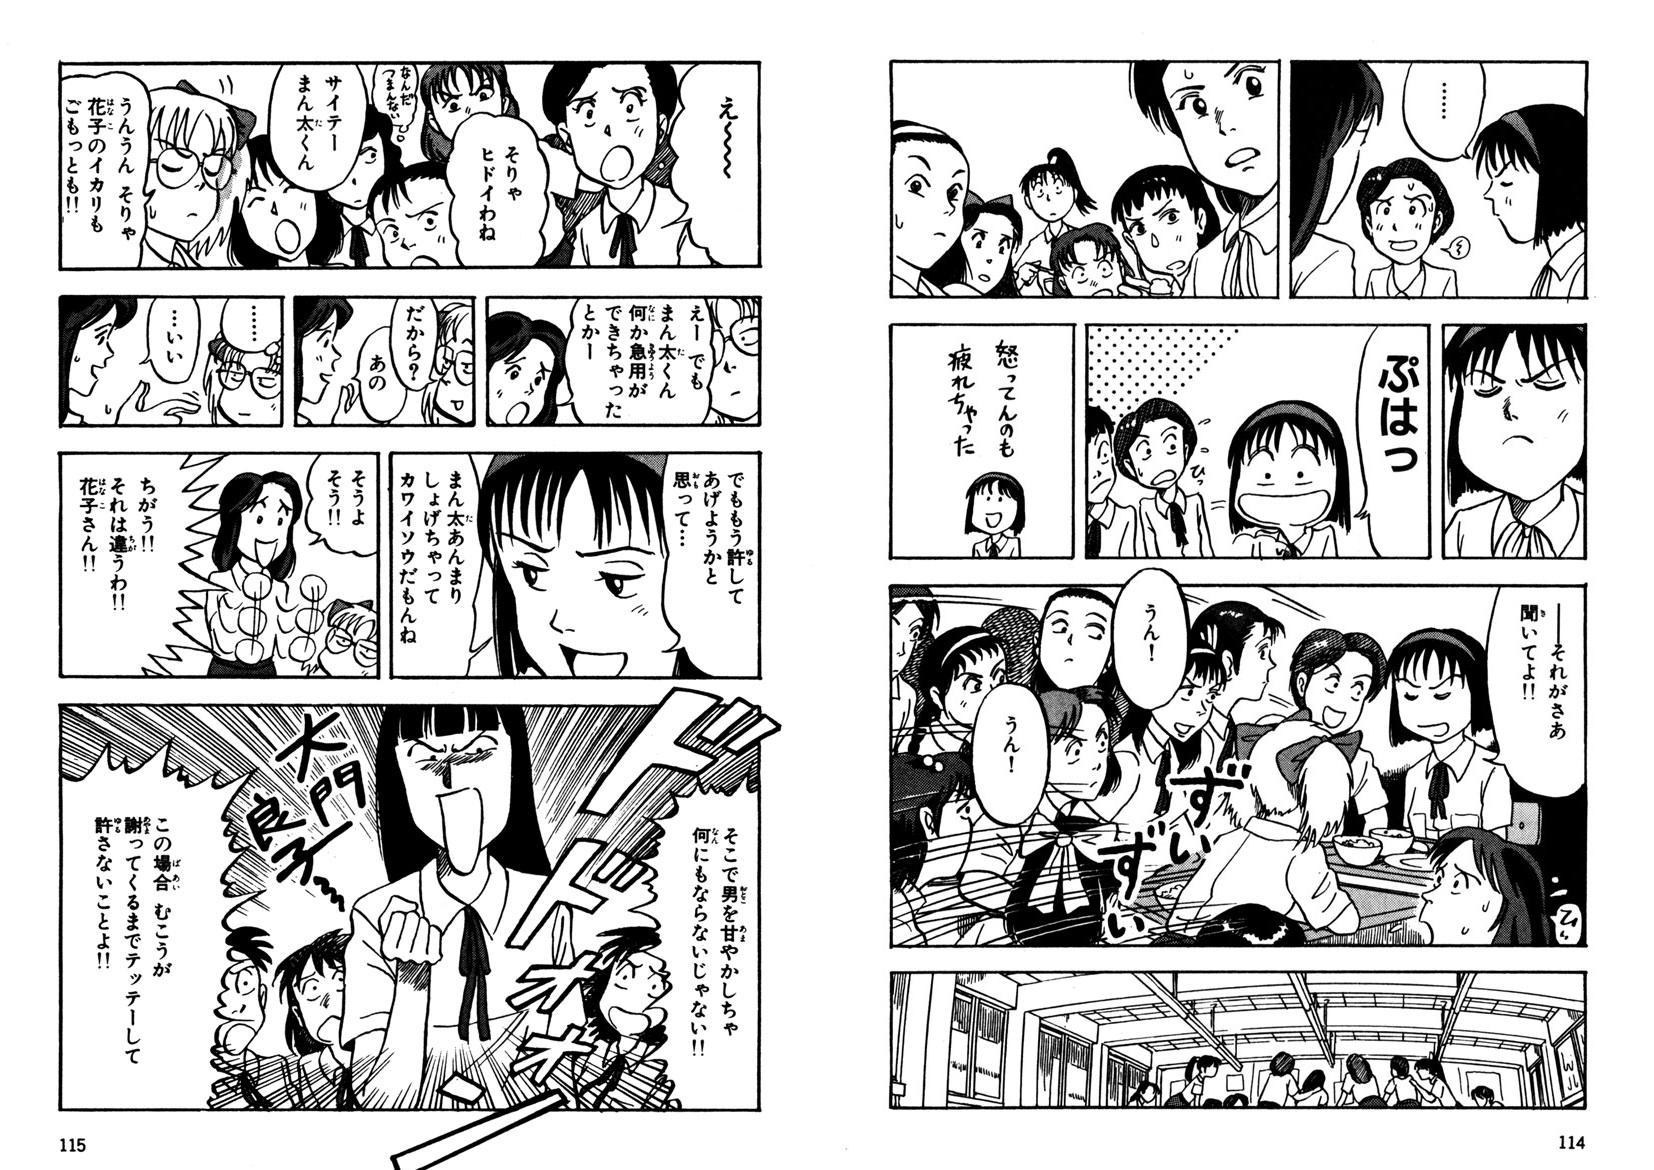 ……
ぷはっ
ひっ
怒ってんのも
疲れちゃった
──それがさあ
聞いてよ!!
うん!
うん!
ずいずい
え〜〜〜
そりゃ
ヒドイわね
なんだ
つまんない
サイテー
まん太くん
うんうん そりゃ
花子のイカリも
ごもっとも!!
えー でも
まん太くん
何か急用が
できちゃった
とかー
だから?
あの
……
…いい
でももう許して
あげようかと
思って…
まん太あんまり
しょげちゃって
カワイソウだもんね
そうよ
そう!!
ちがう!!
それは違うわ!!
花子さん!!
ドドドオオオ
そこで男を甘やかしちゃ
何にもならないじゃない!!
大門
良子
この場合 むこうが
謝ってくるまでテッテーして
許さないことよ!!
114
115